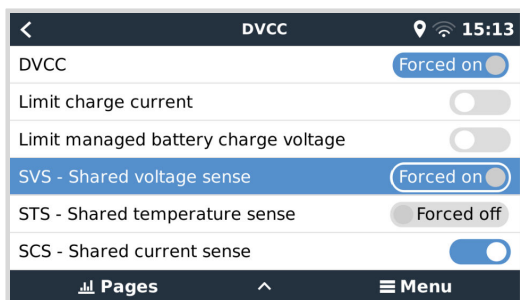 DVCC 15:13
DVCC Forced on
Limit charge current
Limit managed battery charge voltage
SVS - Shared voltage sense Forced on
STS - Shared temperature sense Forced off
SCS - Shared current sense
Pages Menu